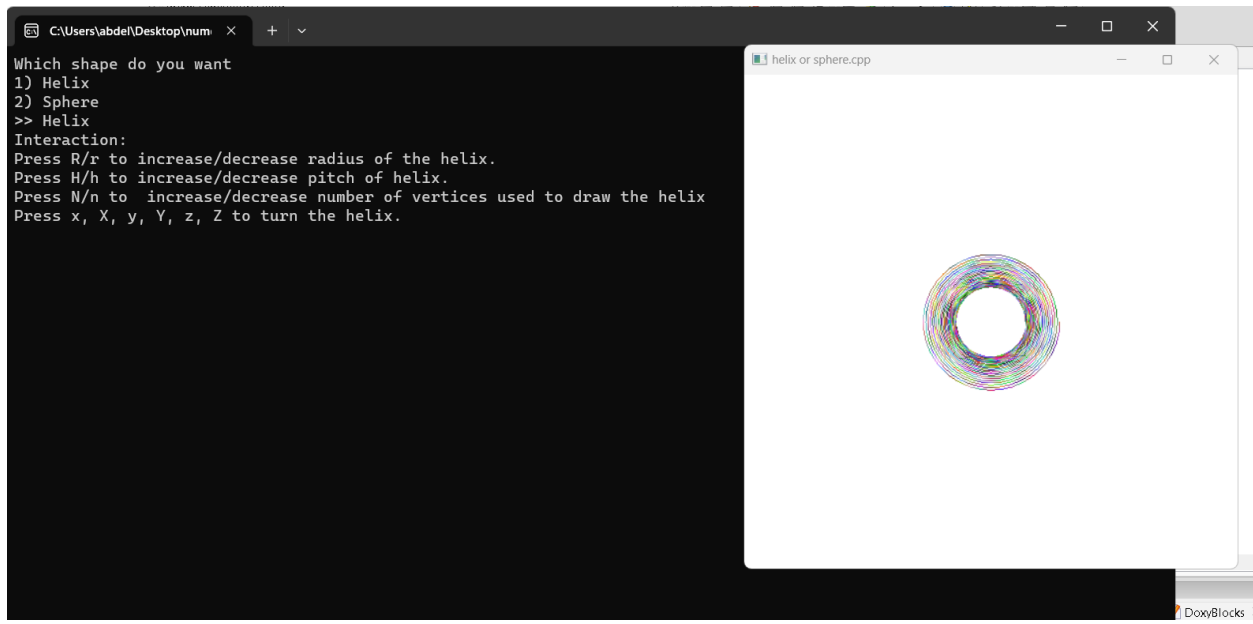 C:\Users\abdel\Desktop\num
Which shape do you want
1) Helix
2) Sphere
>> Helix
Interaction:
Press R/r to increase/decrease radius of the helix.
Press H/h to increase/decrease pitch of helix.
Press N/n to  increase/decrease number of vertices used to draw the helix
Press x, X, y, Y, z, Z to turn the helix.
helix or sphere.cpp
DoxyBlocks